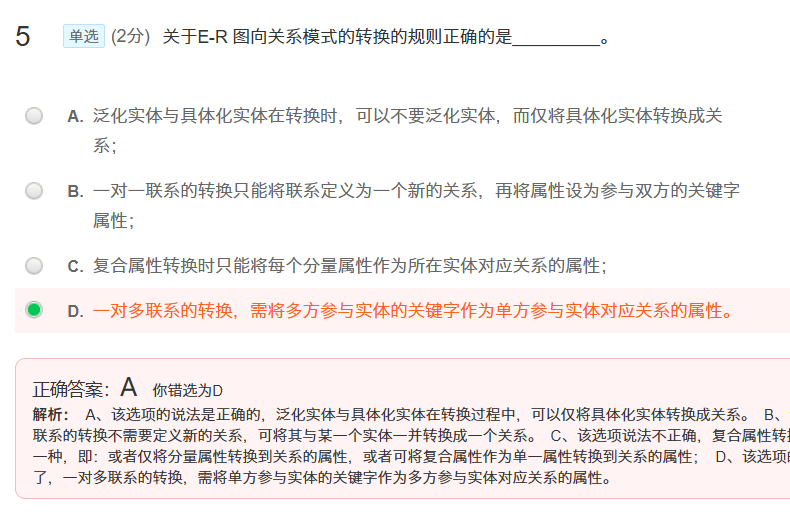 5 单选 (2分) 关于E-R 图向关系模式的转换的规则正确的是__________。
A. 泛化实体与具体化实体在转换时，可以不要泛化实体，而仅将具体化实体转换成关
系；
B. 一对一联系的转换只能将联系定义为一个新的关系，再将属性设为参与双方的关键字
属性；
C. 复合属性转换时只能将每个分量属性作为所在实体对应关系的属性；
D. 一对多联系的转换，需将多方参与实体的关键字作为单方参与实体对应关系的属性。
正确答案：A 你错选为D
解析： A、该选项的说法是正确的，泛化实体与具体化实体在转换过程中，可以仅将具体化实体转换成关系。 B、
联系的转换不需要定义新的关系，可将其与某一个实体一并转换成一个关系。 C、该选项说法不正确，复合属性转
一种，即：或者仅将分量属性转换到关系的属性，或者可将复合属性作为单一属性转换到关系的属性； D、该选项
了，一对多联系的转换，需将单方参与实体的关键字作为多方参与实体对应关系的属性。